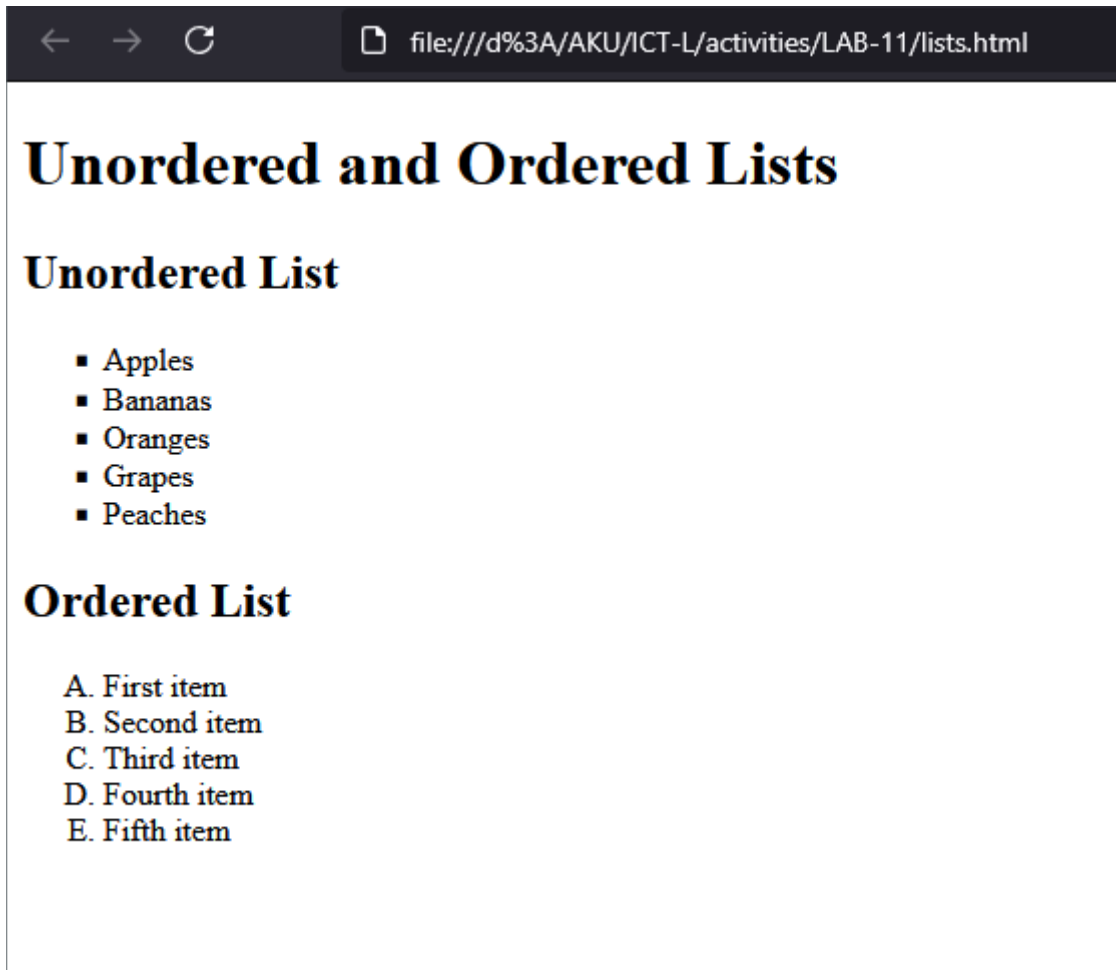 file:///d%3A/AKU/ICT-L/activities/LAB-11/lists.html
Unordered and Ordered Lists
Unordered List
▪ Apples
▪ Bananas
▪ Oranges
▪ Grapes
▪ Peaches
Ordered List
A. First item
B. Second item
C. Third item
D. Fourth item
E. Fifth item